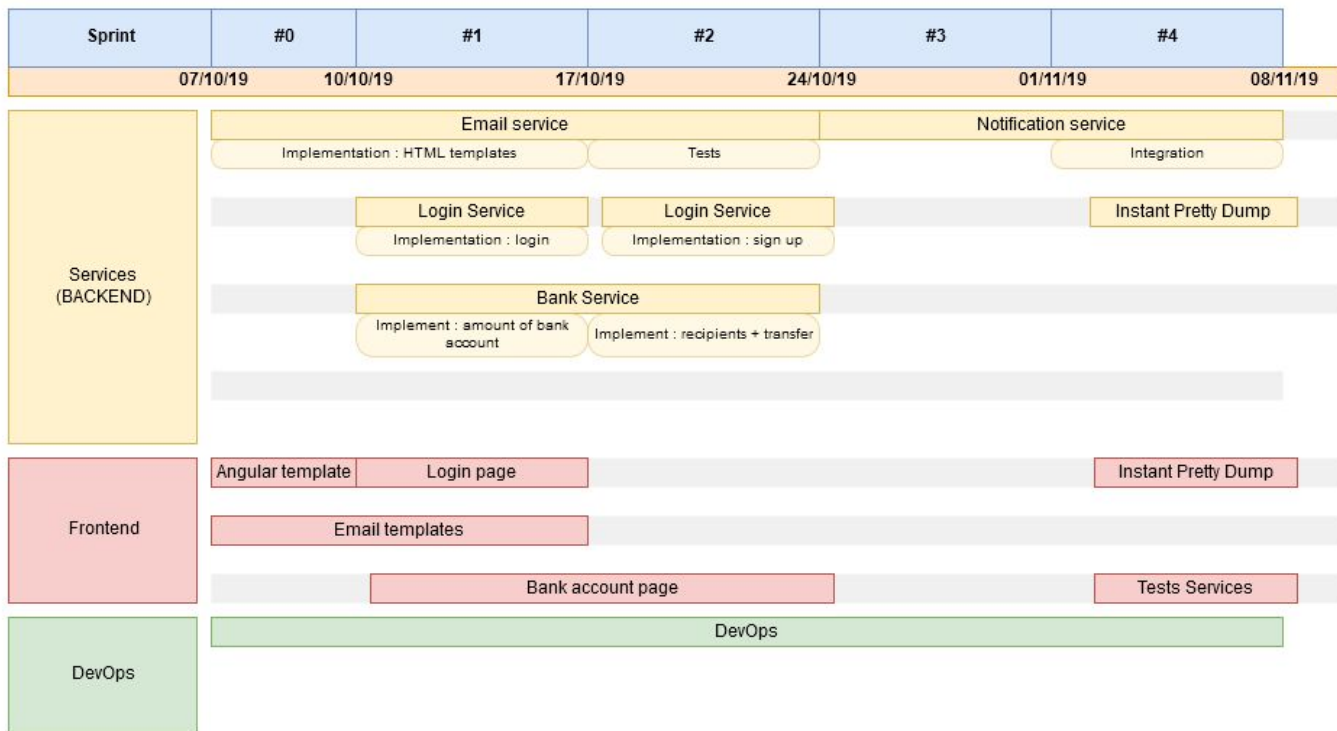 Sprint #0 #1 #2 #3 #4
07/10/19 10/10/19 17/10/19 24/10/19 01/11/19 08/11/19
Email service Notification service
Implementation : HTML templates Tests Integration
Login Service Login Service Instant Pretty Dump
Implementation : login Implementation : sign up
Services
(BACKEND)
Bank Service
Implement : amount of bank
account
Implement : recipients + transfer
Angular template Login page Instant Pretty Dump
Frontend
Email templates
Bank account page Tests Services
DevOps
DevOps